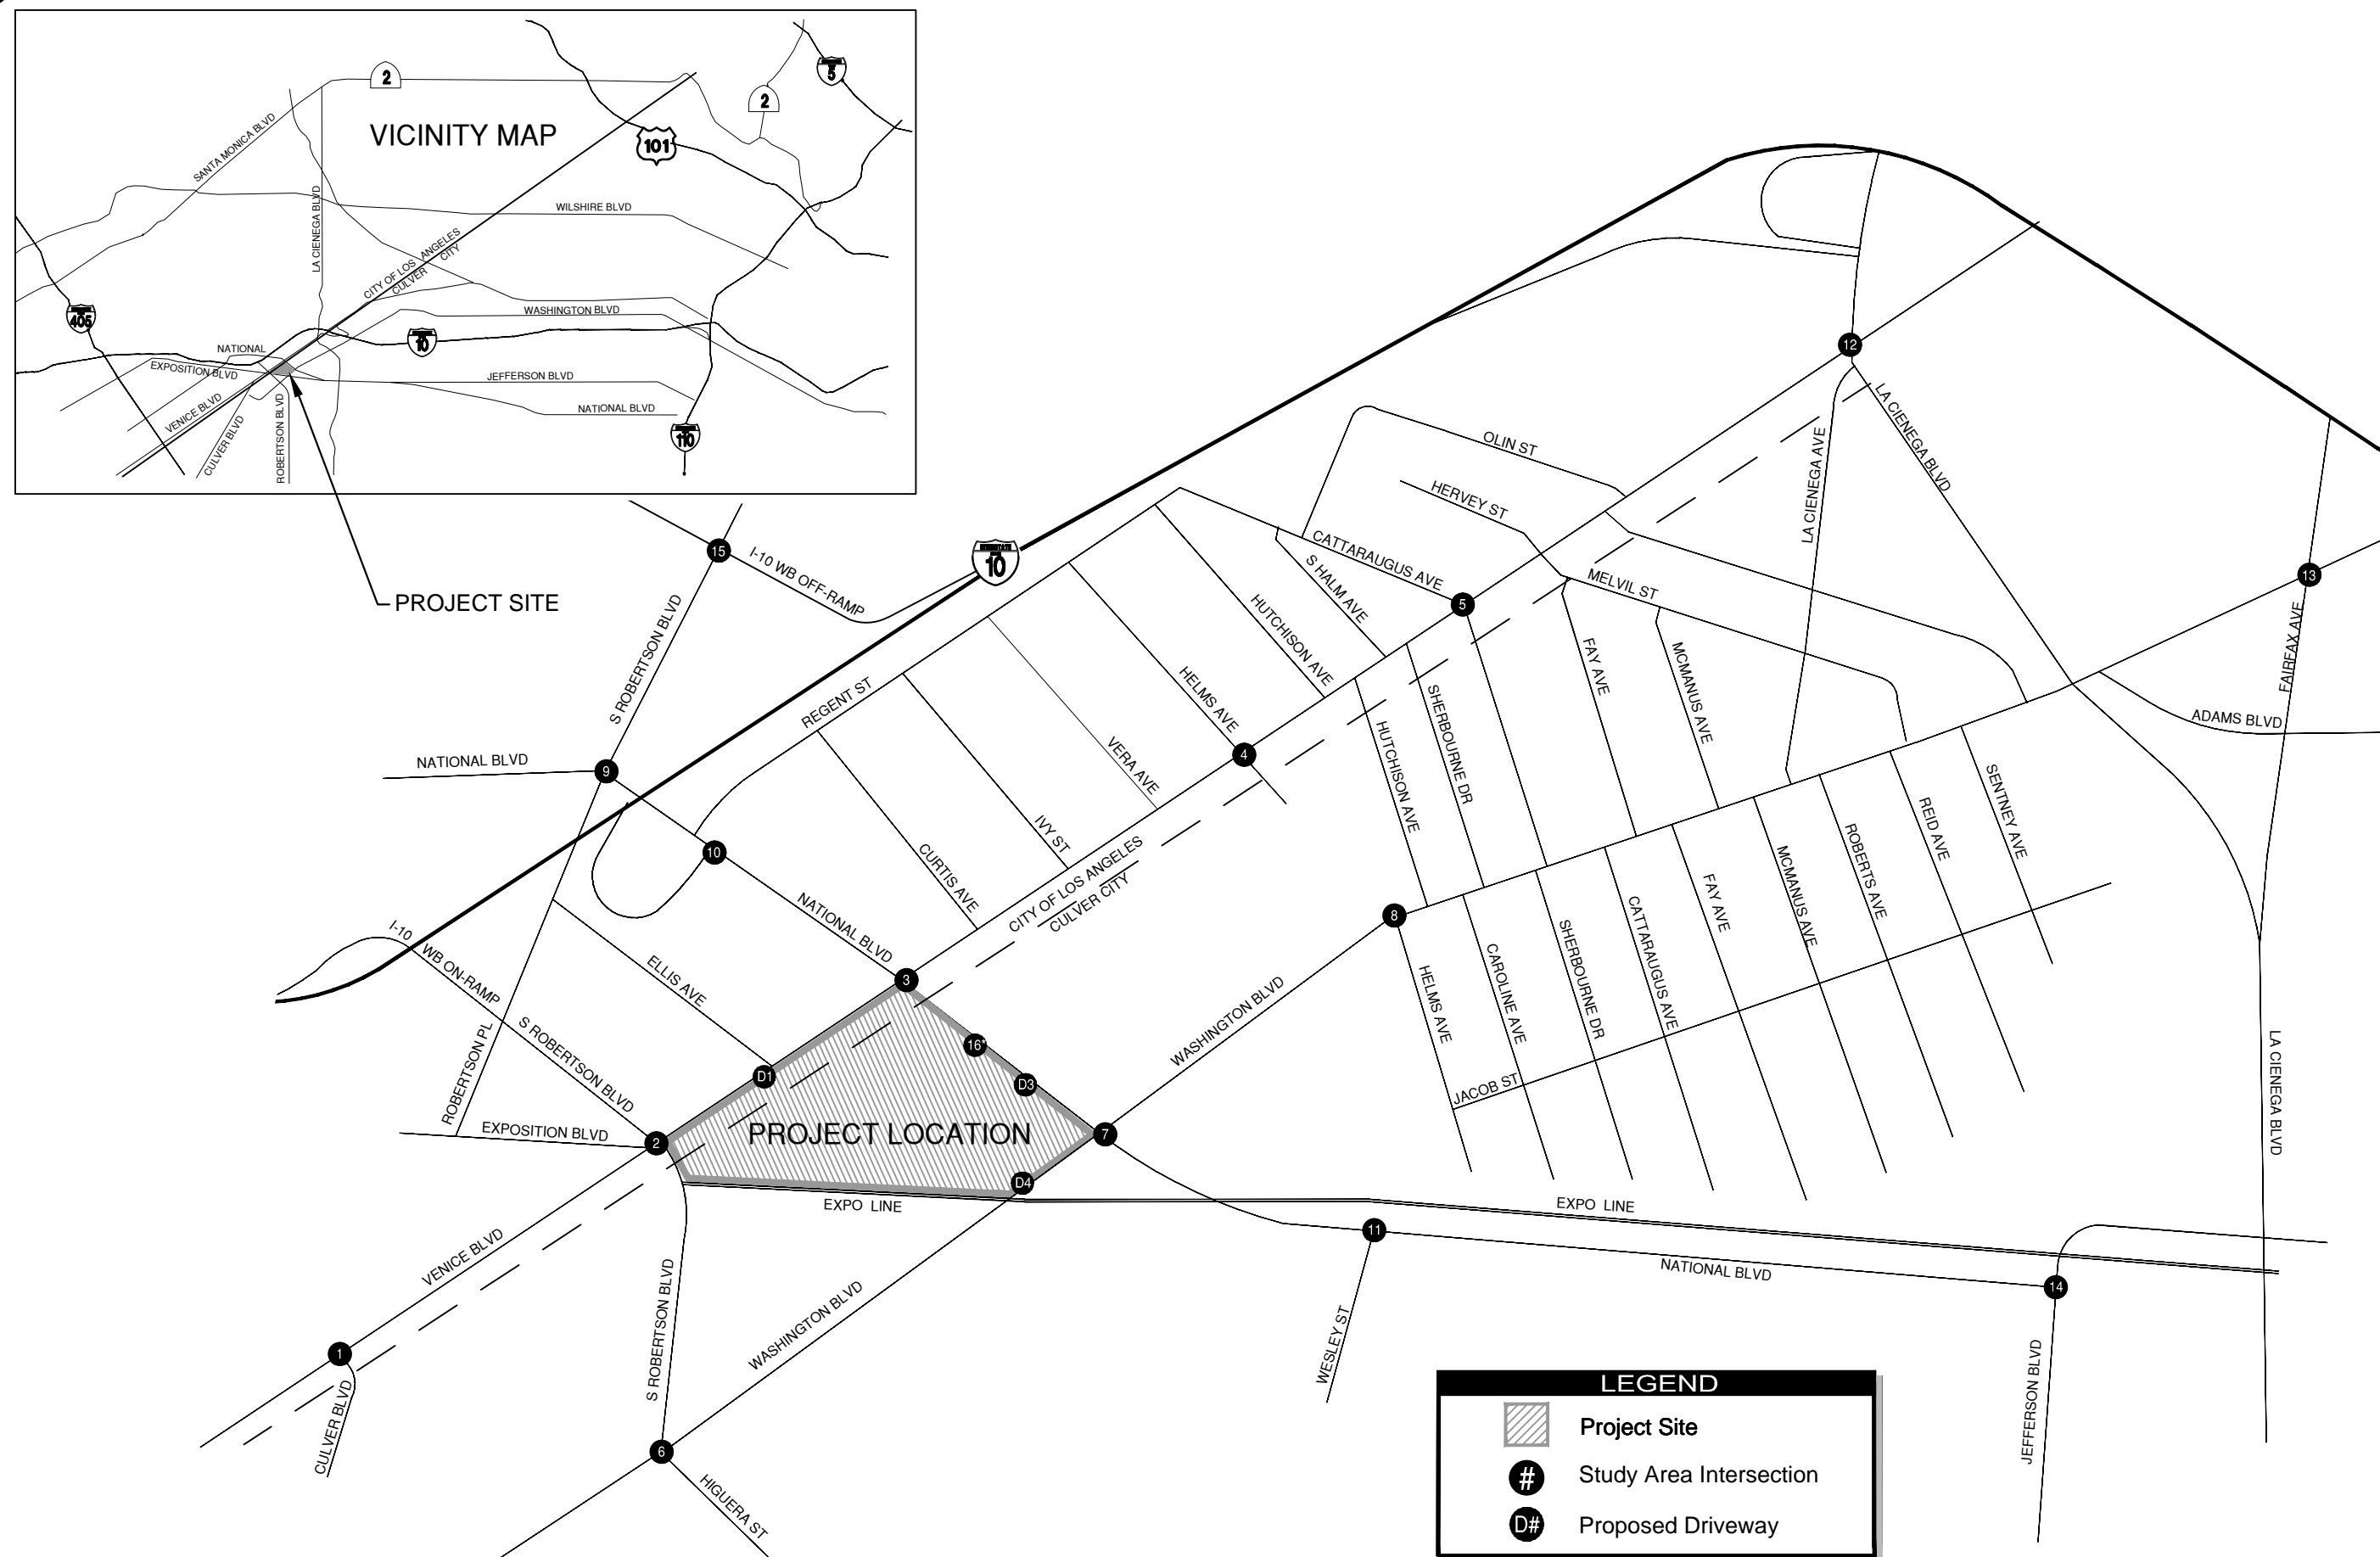 2
5
2
VICINITY MAP
101
SANTA MONICA BLVD
LA CIENEGA BLVD
WILSHIRE BLVD
CITY OF LOS ANGELES
CULVER CITY
405
WASHINGTON BLVD
10
NATIONAL
EXPOSITION BLVD
JEFFERSON BLVD
NATIONAL BLVD
VENICE BLVD
CULVER BLVD
ROBERTSON BLVD
110
PROJECT SITE
15
I-10 WB OFF-RAMP
INTERSTATE
10
S ROBERTSON BLVD
12
OLIN ST
HERVEY ST
CATTARAUGUS AVE
S HALM AVE
5
MELVIL ST
LA CIENEGA AVE
LA CIENEGA BLVD
13
FAIRFAX AVE
ADAMS BLVD
REGENT ST
HUTCHISON AVE
HELMS AVE
VERA AVE
4
IVY ST
CURTIS AVE
NATIONAL BLVD
9
10
NATIONAL BLVD
HUTCHISON AVE
SHERBOURNE DR
FAY AVE
MCMANUS AVE
SENTNEY AVE
REID AVE
ROBERTS AVE
MCMANUS AVE
FAY AVE
CATTARAUGUS AVE
SHERBOURNE DR
CAROLINE AVE
HELMS AVE
JACOB ST
8
CITY OF LOS ANGELES
CULVER CITY
I-10 WB ON-RAMP
ELLIS AVE
S ROBERTSON BLVD
ROBERTSON PL
EXPOSITION BLVD
3
16*
D1
D3
2
PROJECT LOCATION
7
D4
WASHINGTON BLVD
LA CIENEGA BLVD
EXPO LINE
EXPO LINE
11
NATIONAL BLVD
14
VENICE BLVD
1
CULVER BLVD
S ROBERTSON BLVD
WASHINGTON BLVD
6
HIGUERA ST
WESLEY ST
JEFFERSON BLVD
LEGEND
Project Site
# Study Area Intersection
D# Proposed Driveway